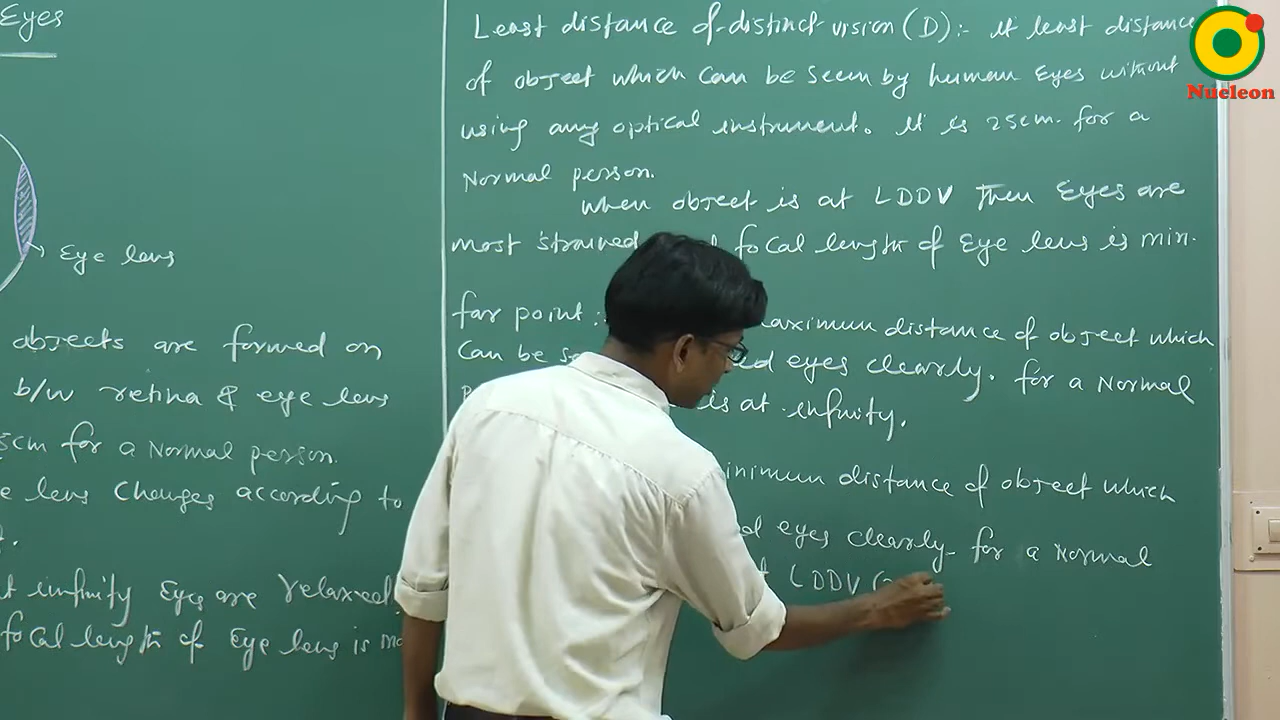 Eyes
Eye lens
objects are formed on
b/w retina & eye lens
5cm for a Normal person.
lens changes according to
infinity Eyes are relaxed.
focal length of Eye lens is
Least distance of distinct vision (D) :- it least distance
of object which can be seen by human Eyes without
using any optical instrument. it is 25cm. for a
Normal person.
when object is at LDDV Then Eyes are
most strained focal length of Eye lens is min.
far point :- maximum distance of object which
Can be eyes clearly. for a Normal
is at infinity.
minimum distance of object which
eyes clearly. for a Normal
LDDV (
Nucleon